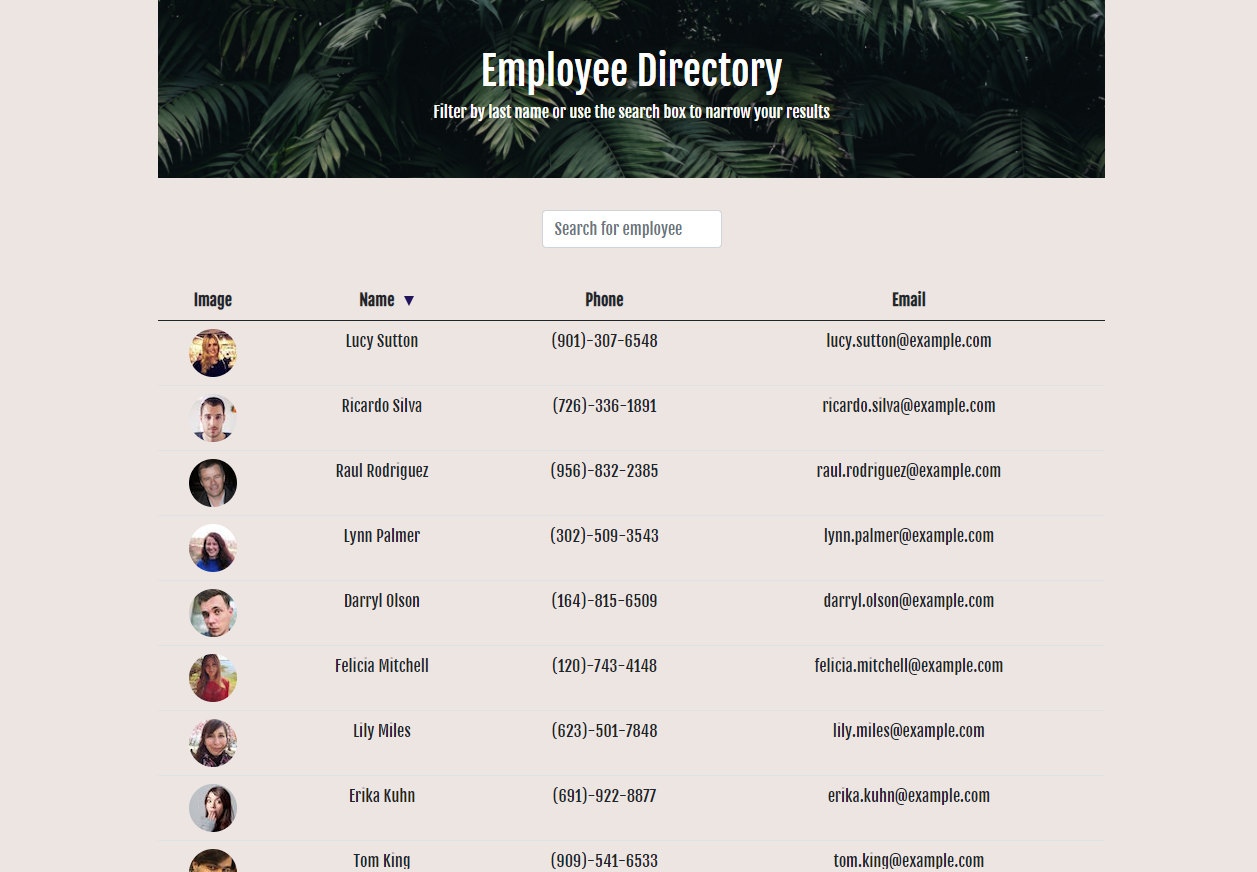 Employee Directory
Filter by last name or use the search box to narrow your results
Search for employee
Image Name ▼ Phone Email
Lucy Sutton (901)-307-6548 lucy.sutton@example.com
Ricardo Silva (726)-336-1891 ricardo.silva@example.com
Raul Rodriguez (956)-832-2385 raul.rodriguez@example.com
Lynn Palmer (302)-509-3543 lynn.palmer@example.com
Darryl Olson (164)-815-6509 darryl.olson@example.com
Felicia Mitchell (120)-743-4148 felicia.mitchell@example.com
Lily Miles (623)-501-7848 lily.miles@example.com
Erika Kuhn (691)-922-8877 erika.kuhn@example.com
Tom King (909)-541-6533 tom.king@example.com